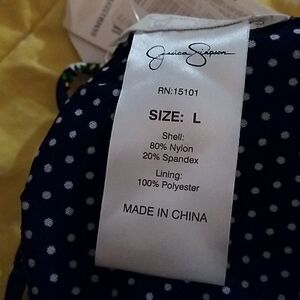 Jessica Simpson
RN:15101
SIZE: L
Shell:
80% Nylon
20% Spandex
Lining:
100% Polyester
MADE IN CHINA